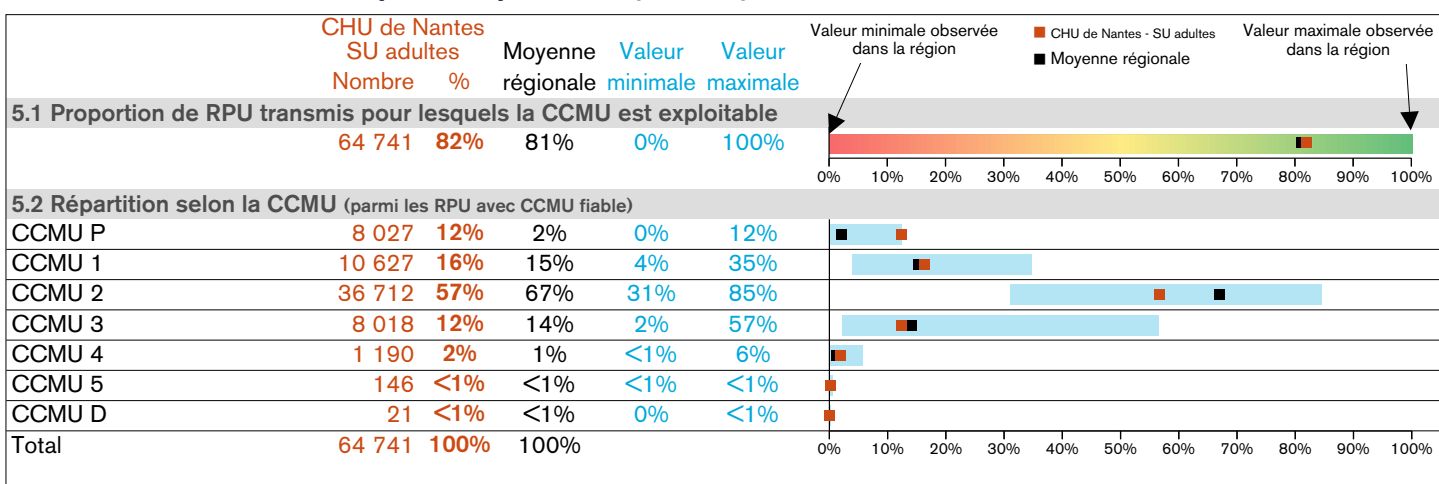 CHU de Nantes
SU adultes
Nombre % Moyenne régionale Valeur minimale Valeur maximale
Valeur minimale observée
dans la région
CHU de Nantes - SU adultes
Moyenne régionale
Valeur maximale observée
dans la région
5.1 Proportion de RPU transmis pour lesquels la CCMU est exploitable
64 741 82% 81% 0% 100%
0% 10% 20% 30% 40% 50% 60% 70% 80% 90% 100%
5.2 Répartition selon la CCMU (parmi les RPU avec CCMU fiable)
CCMU P 8 027 12% 2% 0% 12%
CCMU 1 10 627 16% 15% 4% 35%
CCMU 2 36 712 57% 67% 31% 85%
CCMU 3 8 018 12% 14% 2% 57%
CCMU 4 1 190 2% 1% <1% 6%
CCMU 5 146 <1% <1% <1% <1%
CCMU D 21 <1% <1% 0% <1%
Total 64 741 100% 100%
0% 10% 20% 30% 40% 50% 60% 70% 80% 90% 100%